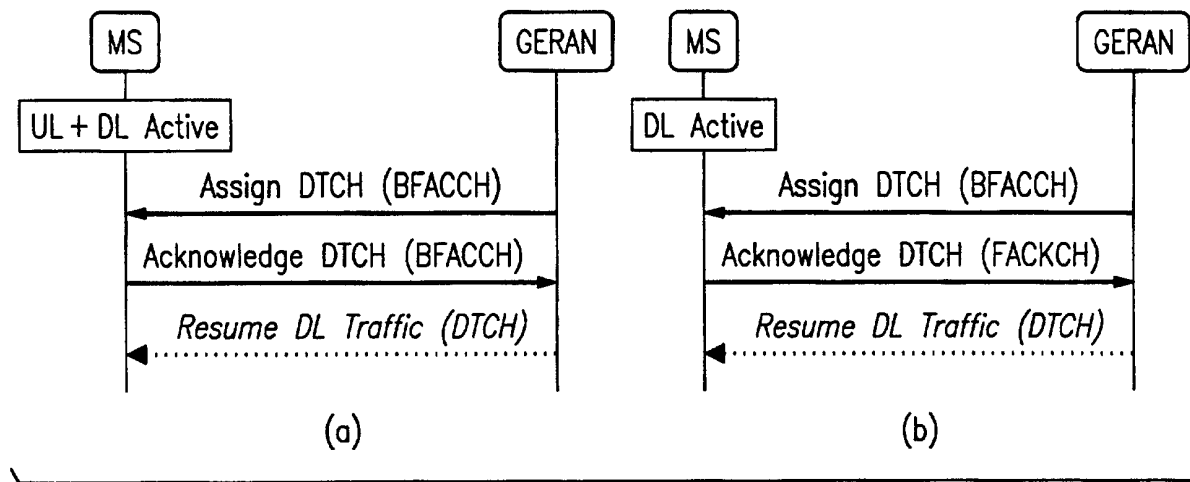 MS
GERAN
UL + DL Active
Assign DTCH (BFACCH)
Acknowledge DTCH (BFACCH)
Resume DL Traffic (DTCH)
(a)
MS
GERAN
DL Active
Assign DTCH (BFACCH)
Acknowledge DTCH (FACKCH)
Resume DL Traffic (DTCH)
(b)